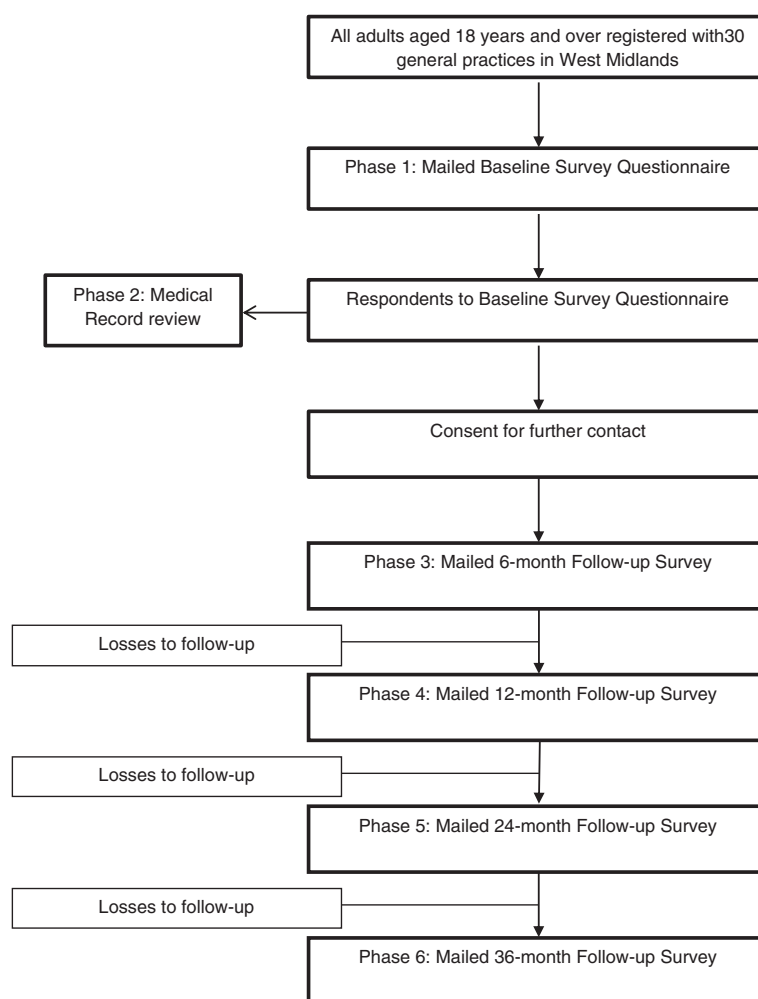 All adults aged 18 years and over registered with30
general practices in West Midlands
Phase 1: Mailed Baseline Survey Questionnaire
Phase 2: Medical
Record review
Respondents to Baseline Survey Questionnaire
Consent for further contact
Phase 3: Mailed 6-month Follow-up Survey
Losses to follow-up
Phase 4: Mailed 12-month Follow-up Survey
Losses to follow-up
Phase 5: Mailed 24-month Follow-up Survey
Losses to follow-up
Phase 6: Mailed 36-month Follow-up Survey